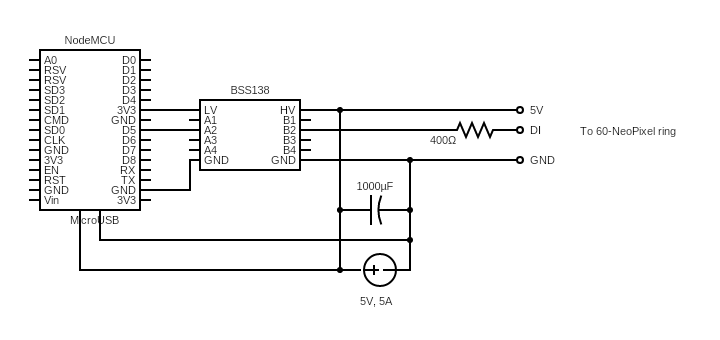 NodeMCU
A0 D0
RSV D1
RSV D2
SD3 D3
SD2 D4
SD1 3V3
CMD GND
SD0 D5
CLK D6
GND D7
3V3 D8
EN RX
RST TX
GND GND
Vin 3V3
MicroUSB
BSS138
LV HV
A1 B1
A2 B2
A3 B3
A4 B4
GND GND
5V
DI
GND
400Ω
To 60-NeoPixel ring
1000µF
5V, 5A